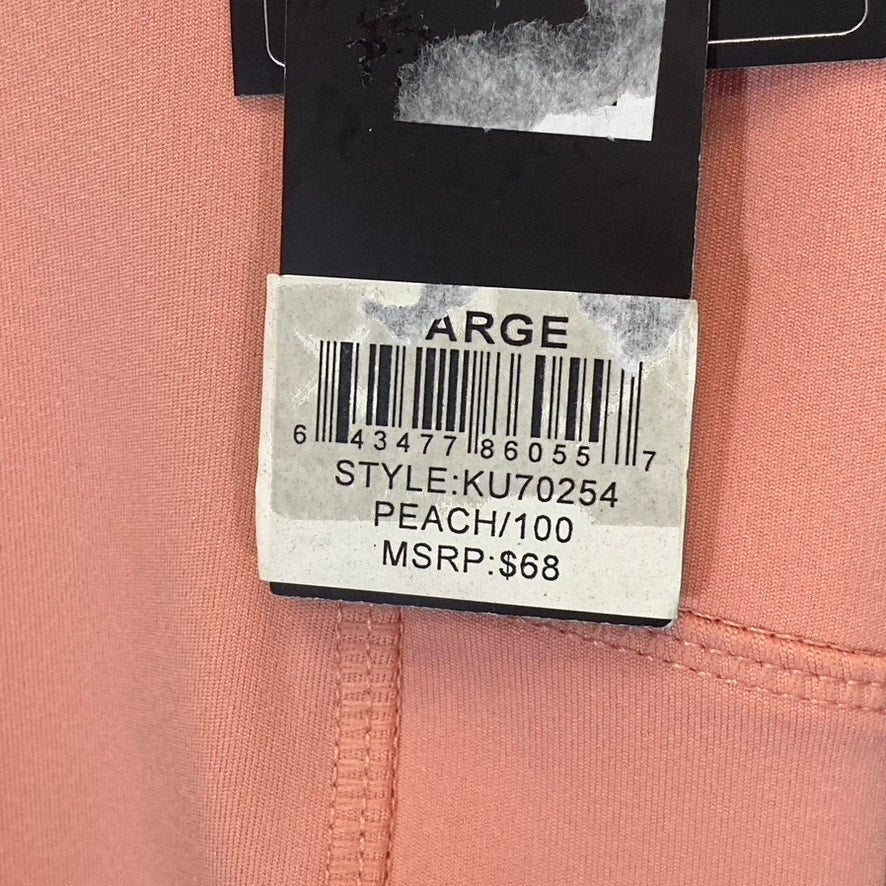 ARGE
6 43477 86055 7
STYLE:KU70254
PEACH/100
MSRP:$68